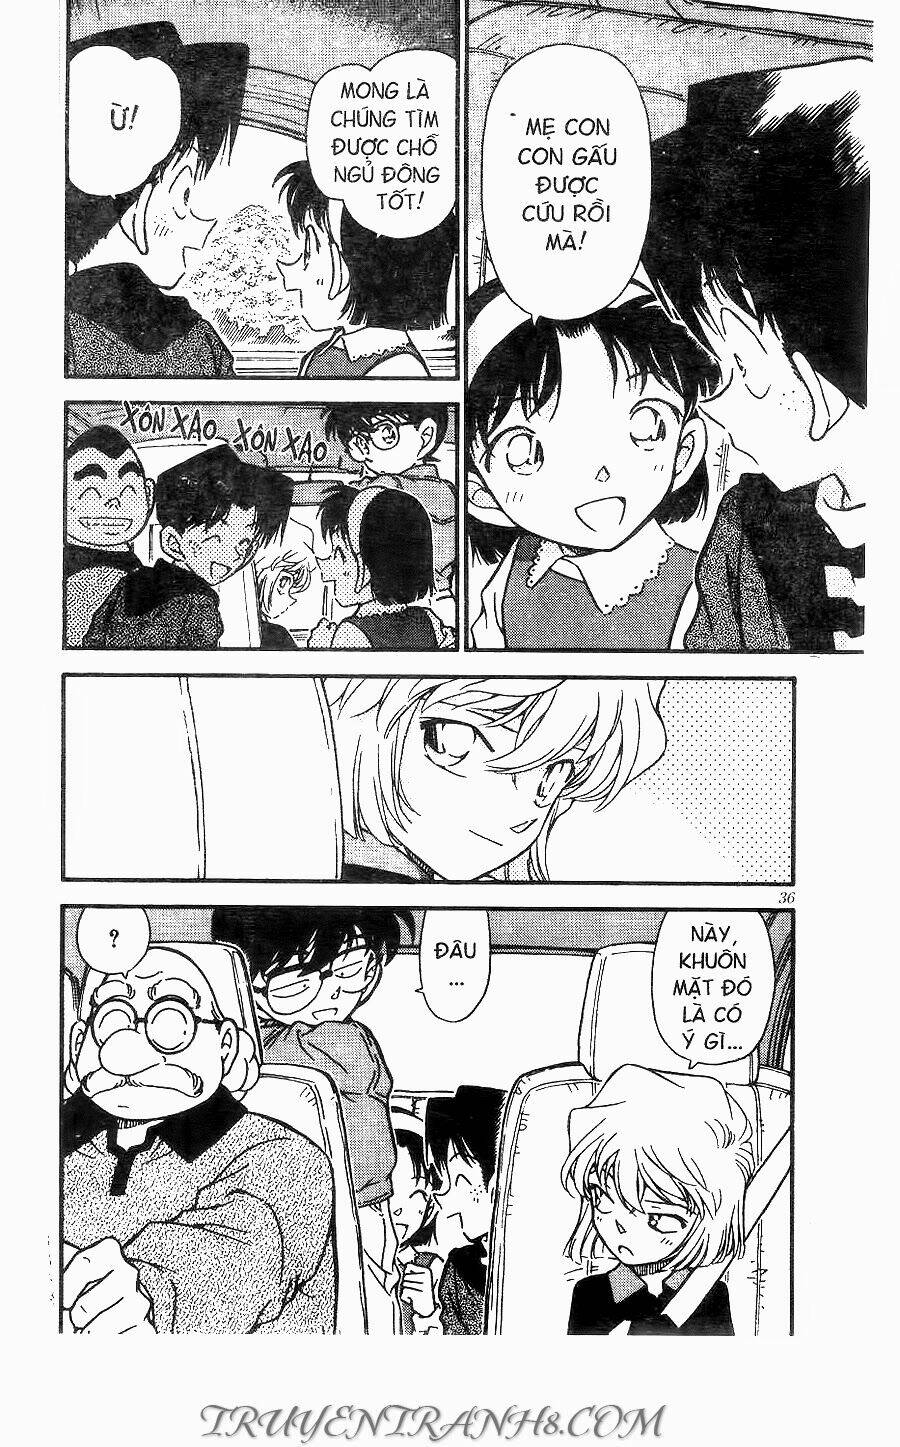 MẸ CON
CON GẤU
ĐƯỢC
CỨU RỒI
MÀ!
MONG LÀ
CHÚNG TÌM
ĐƯỢC CHỖ
NGỦ ĐÔNG
TỐT!
Ừ!
XÔN XAO
XÔN XAO
36
NÀY,
KHUÔN
MẶT ĐÓ
LÀ CÓ
Ý GÌ...
ĐÂU
...
?
TRUYENTRANH8.COM